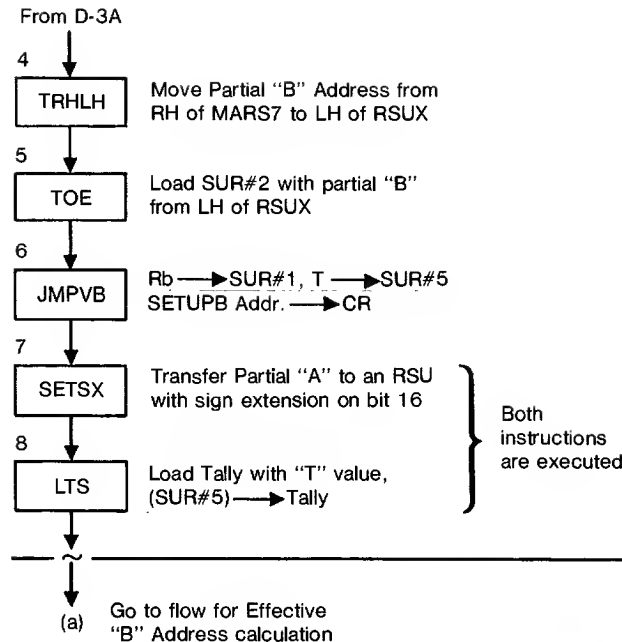 From D-3A
4
TRHLH
Move Partial “B” Address from
RH of MARS7 to LH of RSUX
5
TOE
Load SUR#2 with partial “B”
from LH of RSUX
6
JMPVB
Rb → SUR#1, T → SUR#5
SETUPB Addr. → CR
7
SETSX
Transfer Partial “A” to an RSU
with sign extension on bit 16
8
LTS
Load Tally with “T” value,
(SUR#5) → Tally
Both
instructions
are executed
~
(a)
Go to flow for Effective
“B” Address calculation